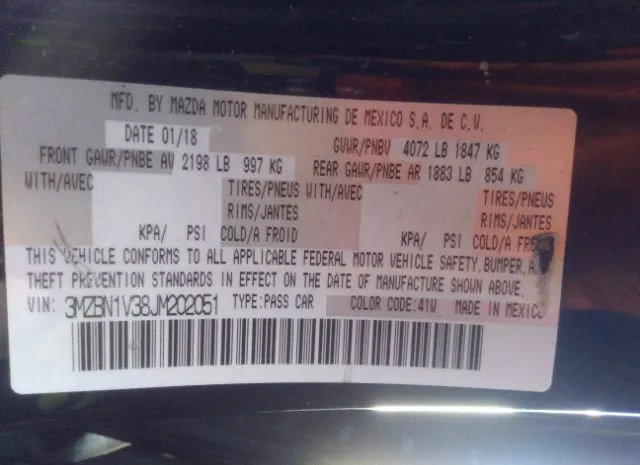 MFD. BY MAZDA MOTOR MANUFACTURING DE MEXICO S.A. DE C.V.
DATE 01/18 GVWR/PNBV 4072 LB 1847 KG
FRONT GAWR/PNBE AV 2198 LB 997 KG REAR GAWR/PNBE AR 1883 LB 854 KG
WITH/AVEC TIRES/PNEUS WITH/AVEC TIRES/PNEUS
RIMS/JANTES RIMS/JANTES
KPA/ PSI COLD/A FROID KPA/ PSI COLD/A FROID
THIS VEHICLE CONFORMS TO ALL APPLICABLE FEDERAL MOTOR VEHICLE SAFETY, BUMPER,
THEFT PREVENTION STANDARDS IN EFFECT ON THE DATE OF MANUFACTURE SHOWN ABOVE.
VIN: 3MZBN1V38JM202051 TYPE:PASS CAR COLOR CODE:41W MADE IN MEXICO